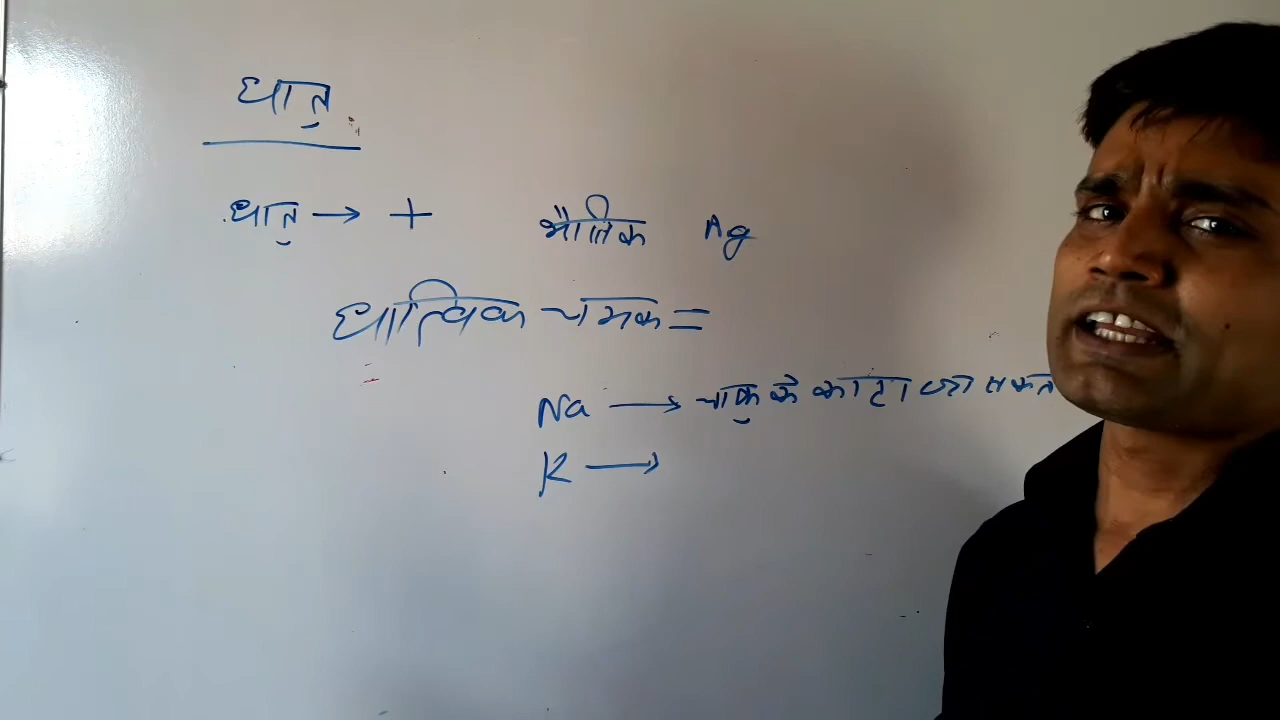 धातु
धातु → + भौतिक Ag
धात्विक चमक =
Na → चाकु के काटा जा सकत
K →